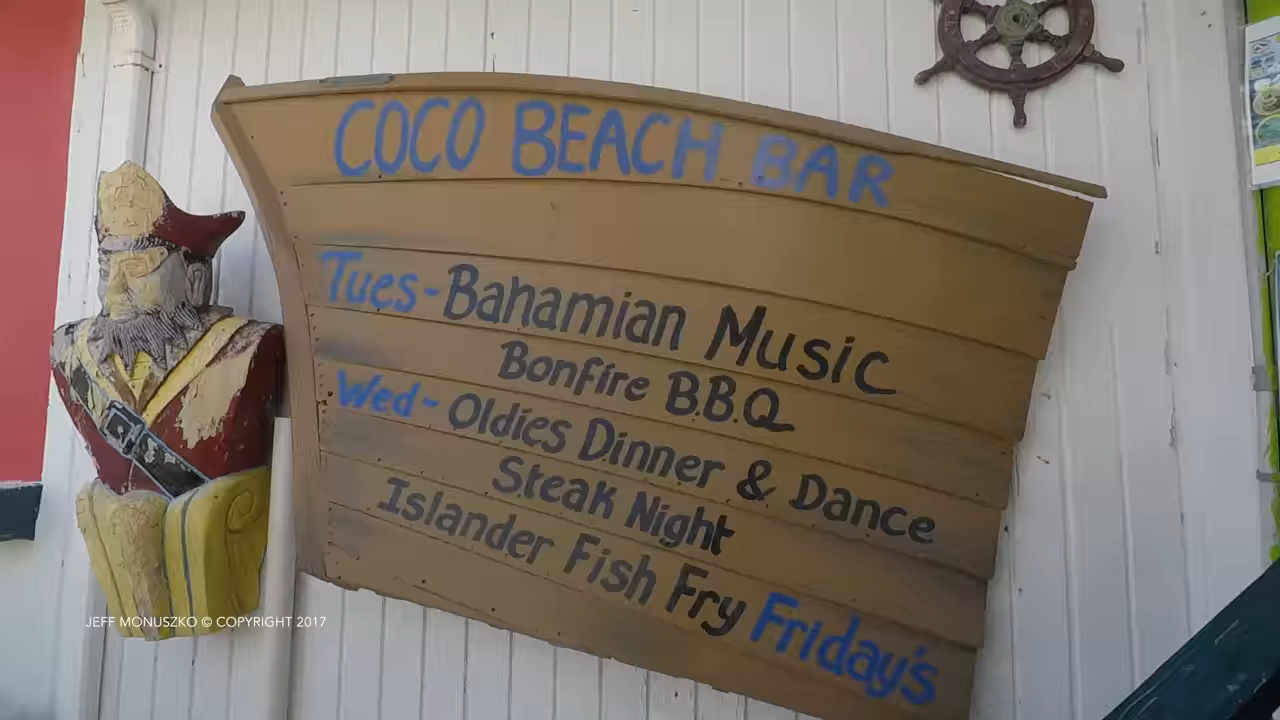 COCO BEACH BAR
Tues- Bahamian Music
Bonfire B.B.Q
Wed- Oldies Dinner & Dance
Steak Night
Islander Fish Fry Friday's
JEFF MONUSZKO © COPYRIGHT 2017